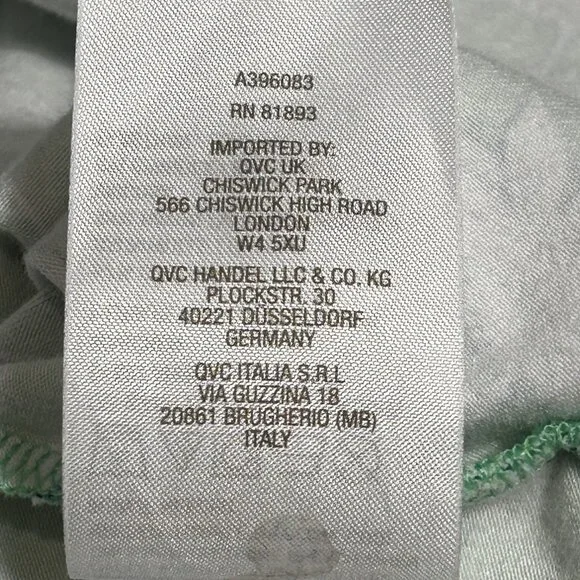 A396083
RN 81893
IMPORTED BY:
QVC UK
CHISWICK PARK
566 CHISWICK HIGH ROAD
LONDON
W4 5XU
QVC HANDEL LLC & CO. KG
PLOCKSTR. 30
40221 DUSSELDORF
GERMANY
QVC ITALIA S.R.L
VIA GUZZINA 18
20861 BRUGHERIO (MB)
ITALY